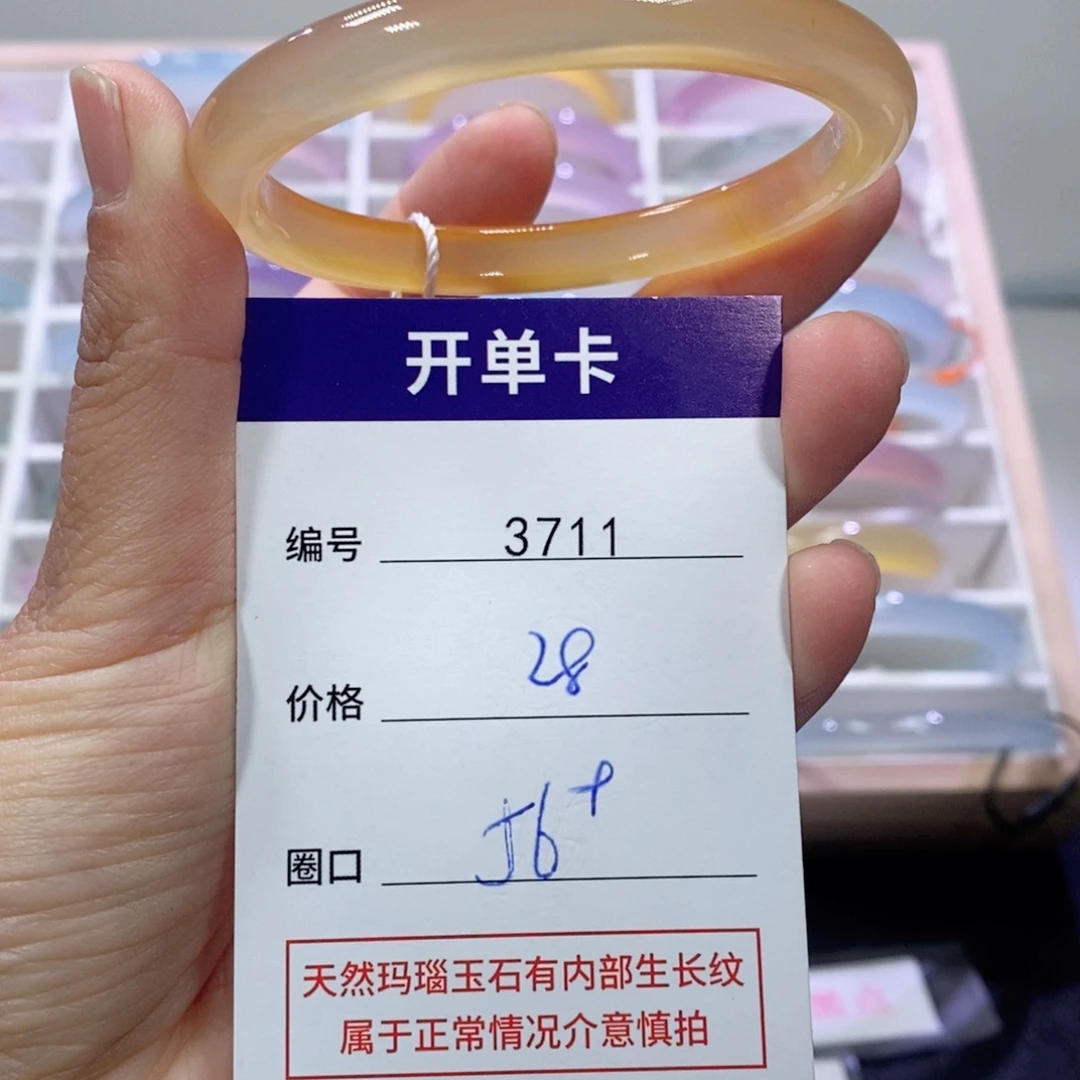 开单卡
编号 3711
价格 28
圈口 56+
天然玛瑙玉石有内部生长纹
属于正常情况介意慎拍